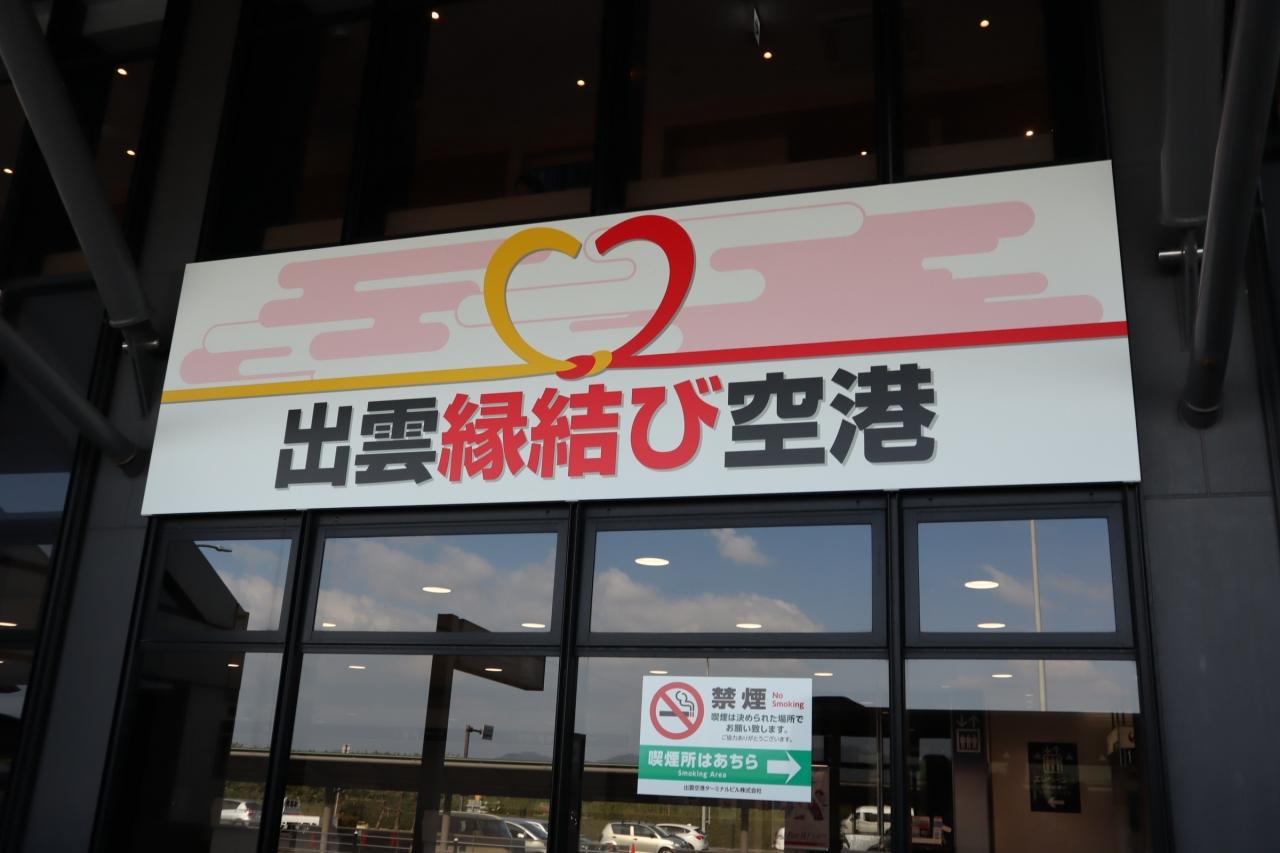 出雲縁結び空港
禁煙 No Smoking
喫煙は決められた場所で
お願い致します。
ご協力ありがとうございます。
喫煙所はあちら
Smoking Area
出雲空港ターミナルビル株式会社